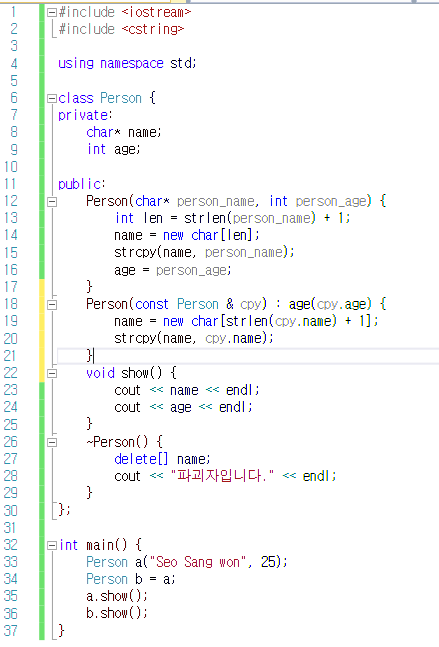 1 #include <iostream>
2 #include <cstring>
3
4 using namespace std;
5
6 class Person {
7 private:
8 char* name;
9 int age;
10
11 public:
12 Person(char* person_name, int person_age) {
13 int len = strlen(person_name) + 1;
14 name = new char[len];
15 strcpy(name, person_name);
16 age = person_age;
17 }
18 Person(const Person & cpy) : age(cpy.age) {
19 name = new char[strlen(cpy.name) + 1];
20 strcpy(name, cpy.name);
21 }
22 void show() {
23 cout << name << endl;
24 cout << age << endl;
25 }
26 ~Person() {
27 delete[] name;
28 cout << "파괴자입니다." << endl;
29 }
30 };
31
32 int main() {
33 Person a("Seo Sang won", 25);
34 Person b = a;
35 a.show();
36 b.show();
37 }